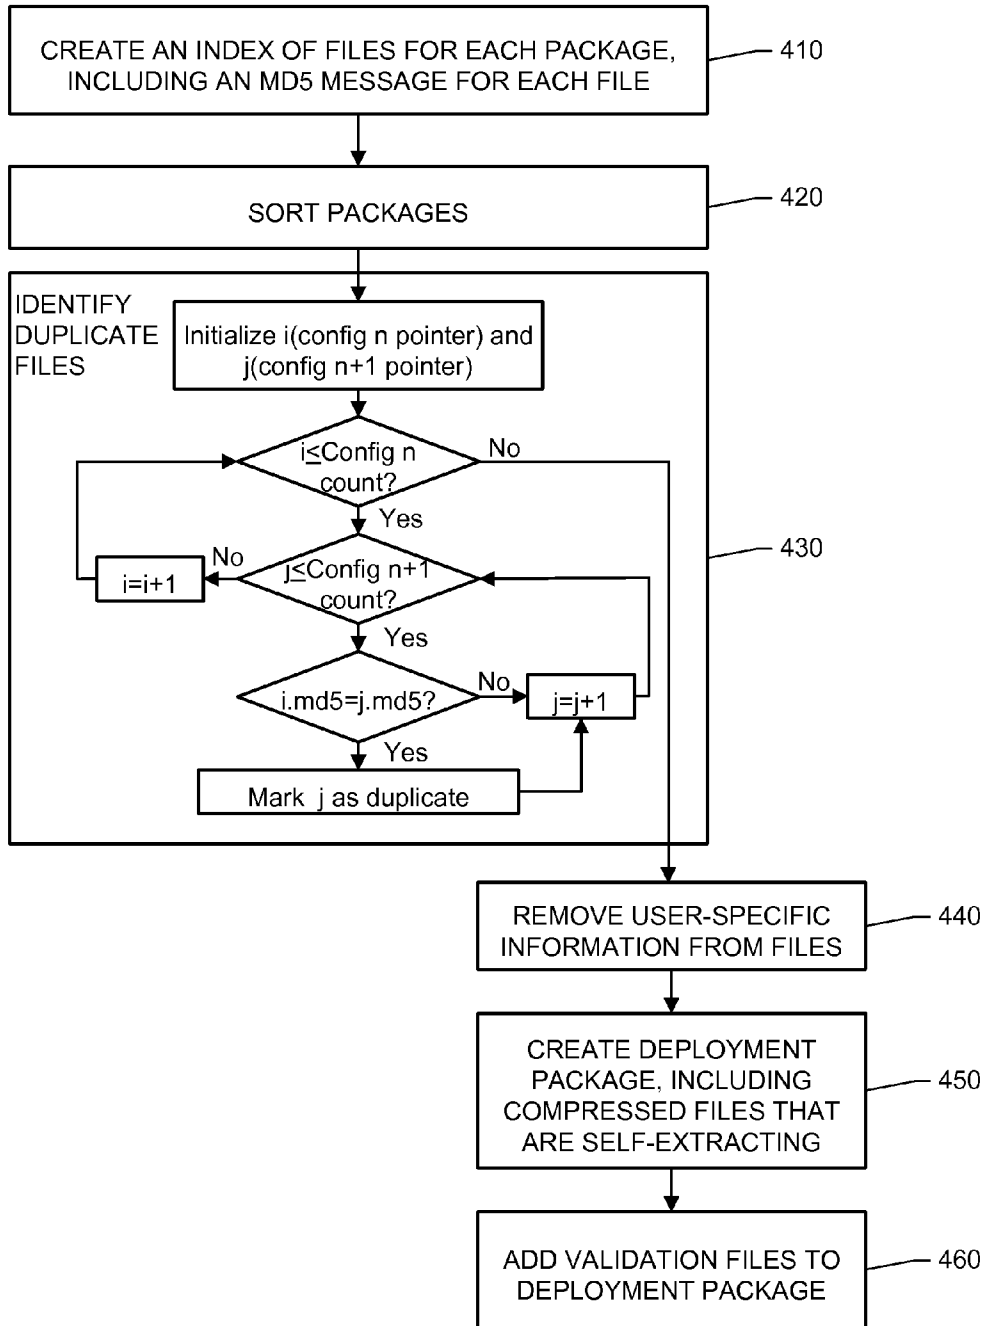 CREATE AN INDEX OF FILES FOR EACH PACKAGE,
INCLUDING AN MD5 MESSAGE FOR EACH FILE
410
SORT PACKAGES
420
IDENTIFY
DUPLICATE
FILES
Initialize i(config n pointer) and
j(config n+1 pointer)
i≤Config n
count?
No
Yes
430
j≤Config n+1
count?
No
i=i+1
Yes
i.md5=j.md5?
No
j=j+1
Yes
Mark j as duplicate
REMOVE USER-SPECIFIC
INFORMATION FROM FILES
440
CREATE DEPLOYMENT
PACKAGE, INCLUDING
COMPRESSED FILES THAT
ARE SELF-EXTRACTING
450
ADD VALIDATION FILES TO
DEPLOYMENT PACKAGE
460